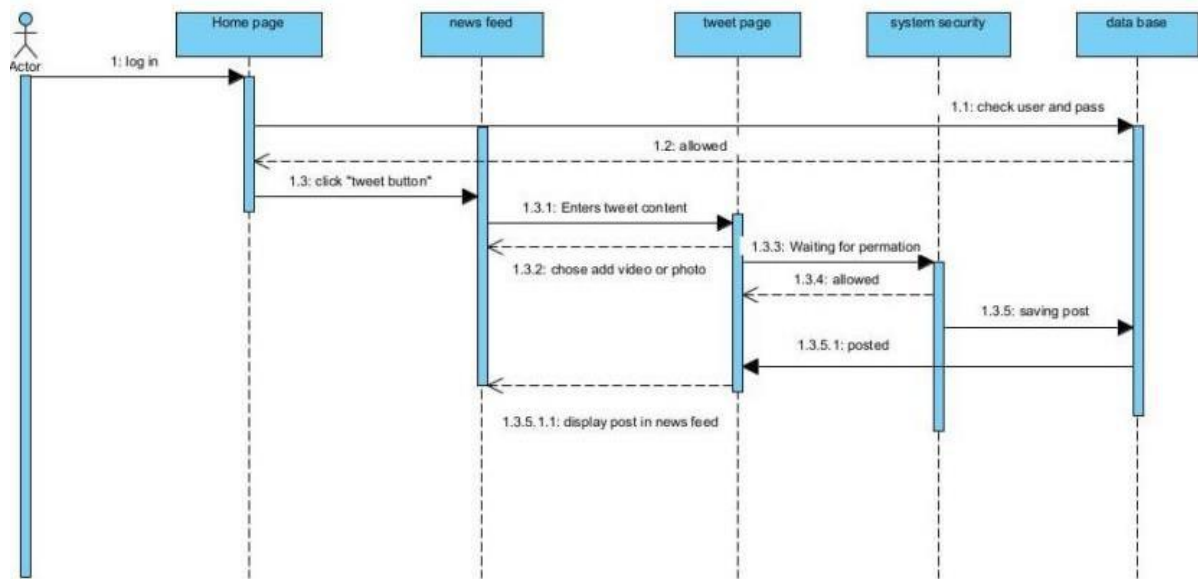 Home page
news feed
tweet page
system security
data base
Actor
1: log in
1.1: check user and pass
1.2: allowed
1.3: click "tweet button"
1.3.1: Enters tweet content
1.3.2: chose add video or photo
1.3.3: Waiting for permation
1.3.4: allowed
1.3.5: saving post
1.3.5.1: posted
1.3.5.1.1: display post in news feed